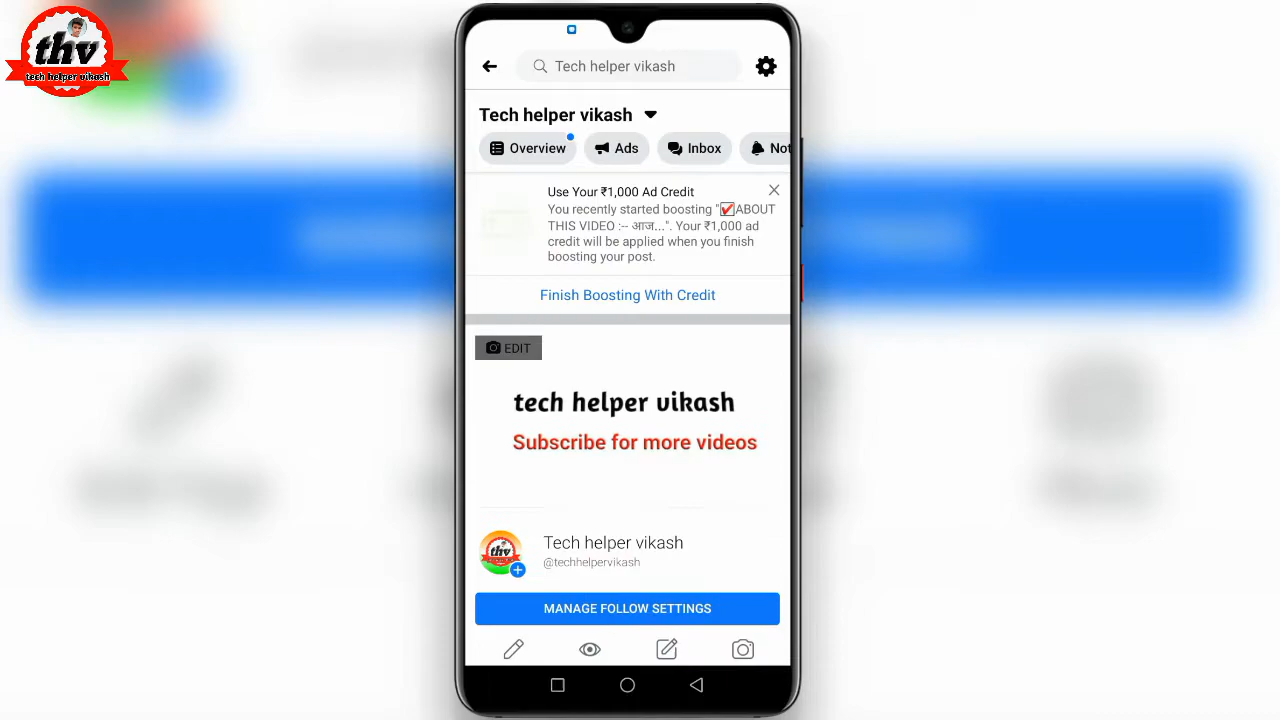 thv
tech helper vikash
Tech helper vikash
Tech helper vikash
Overview
Ads
Inbox
Not
Use Your ₹1,000 Ad Credit
You recently started boosting "☑ABOUT
THIS VIDEO :-- आज...". Your ₹1,000 ad
credit will be applied when you finish
boosting your post.
Finish Boosting With Credit
EDIT
tech helper vikash
Subscribe for more videos
thv
Tech helper vikash
@techhelpervikash
MANAGE FOLLOW SETTINGS